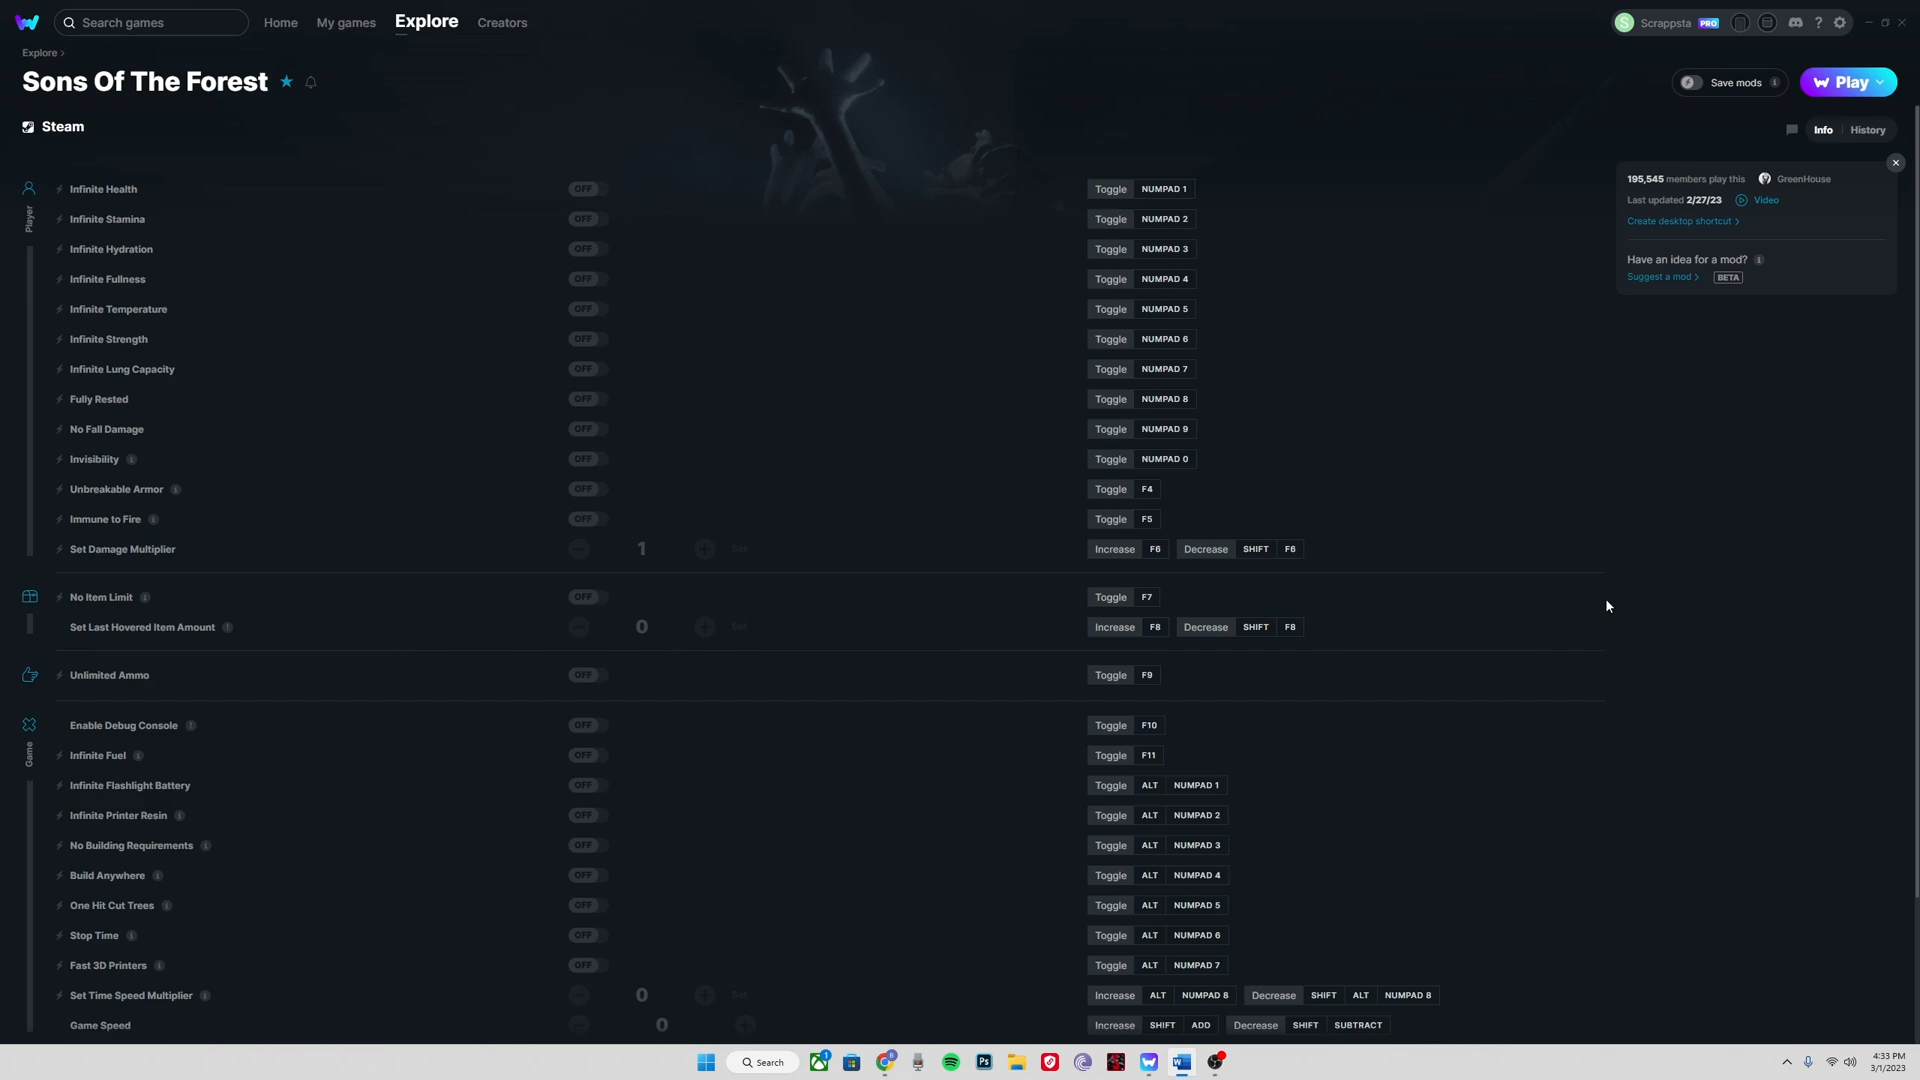 Search games Home My games Explore Creators Scrappsta PRO ?
Explore >
Sons Of The Forest Save mods Play
Steam
Info History
Player
Infinite Health OFF Toggle NUMPAD 1
Infinite Stamina OFF Toggle NUMPAD 2
Infinite Hydration OFF Toggle NUMPAD 3
Infinite Fullness OFF Toggle NUMPAD 4
Infinite Temperature OFF Toggle NUMPAD 5
Infinite Strength OFF Toggle NUMPAD 6
Infinite Lung Capacity OFF Toggle NUMPAD 7
Fully Rested OFF Toggle NUMPAD 8
No Fall Damage OFF Toggle NUMPAD 9
Invisibility OFF Toggle NUMPAD 0
Unbreakable Armor OFF Toggle F4
Immune to Fire OFF Toggle F5
Set Damage Multiplier 1 Set Increase F6 Decrease SHIFT F6
No Item Limit OFF Toggle F7
Set Last Hovered Item Amount 0 Set Increase F8 Decrease SHIFT F8
Unlimited Ammo OFF Toggle F9
Game
Enable Debug Console OFF Toggle F10
Infinite Fuel OFF Toggle F11
Infinite Flashlight Battery OFF Toggle ALT NUMPAD 1
Infinite Printer Resin OFF Toggle ALT NUMPAD 2
No Building Requirements OFF Toggle ALT NUMPAD 3
Build Anywhere OFF Toggle ALT NUMPAD 4
One Hit Cut Trees OFF Toggle ALT NUMPAD 5
Stop Time OFF Toggle ALT NUMPAD 6
Fast 3D Printers OFF Toggle ALT NUMPAD 7
Set Time Speed Multiplier 0 Set Increase ALT NUMPAD 8 Decrease SHIFT ALT NUMPAD 8
Game Speed 0 Increase SHIFT ADD Decrease SHIFT SUBTRACT
195,545 members play this GreenHouse
Last updated 2/27/23 Video
Create desktop shortcut >
Have an idea for a mod?
Suggest a mod > BETA
Search 4:33 PM
3/1/2023